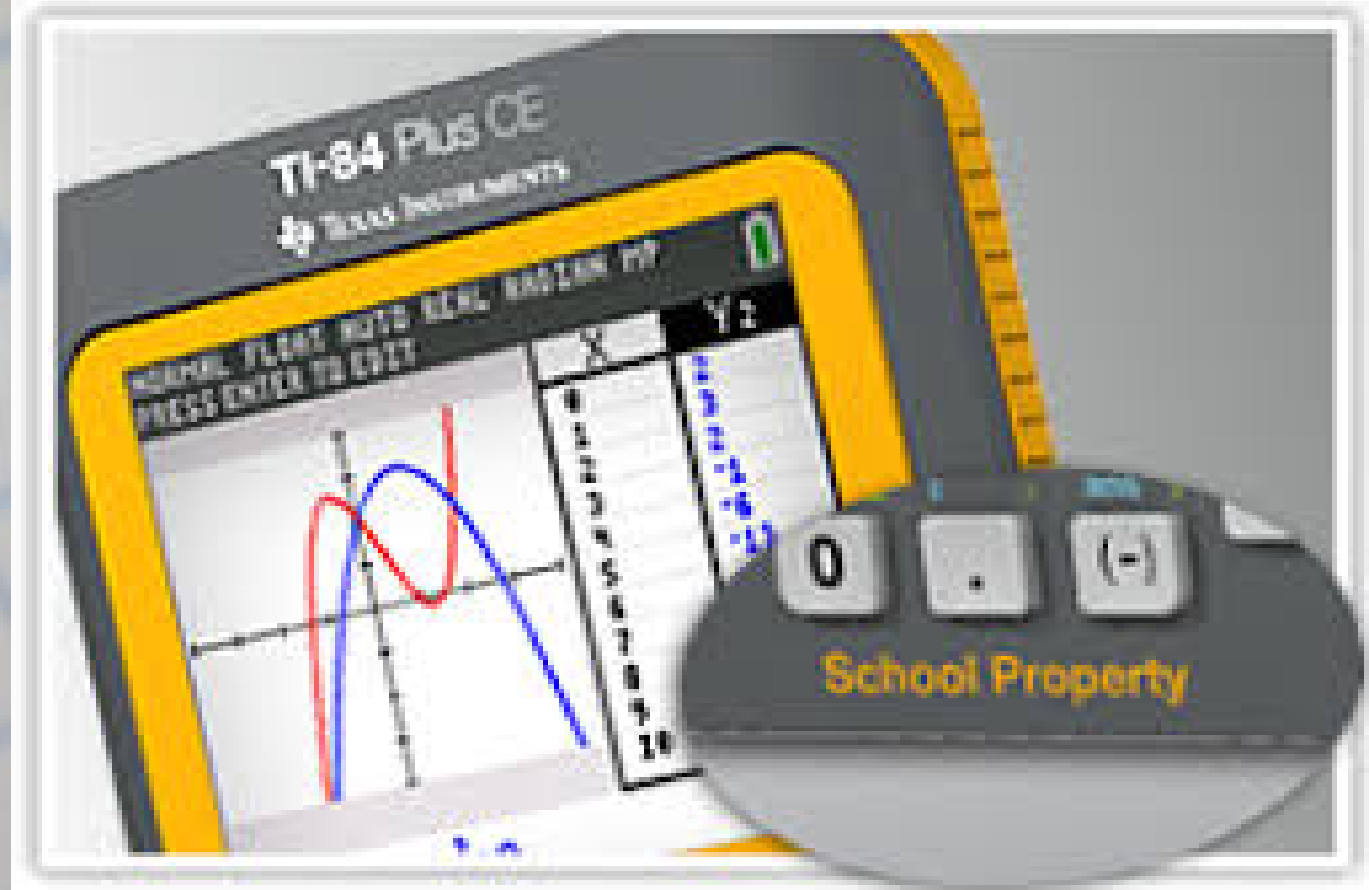 TI-84 Plus CE
TEXAS INSTRUMENTS
NORMAL FLOAT AUTO REAL RADIAN MP
PRESS ENTER TO EDIT
X
0
1
2
3
4
5
6
7
8
9
10
0
.
(-)
School Property